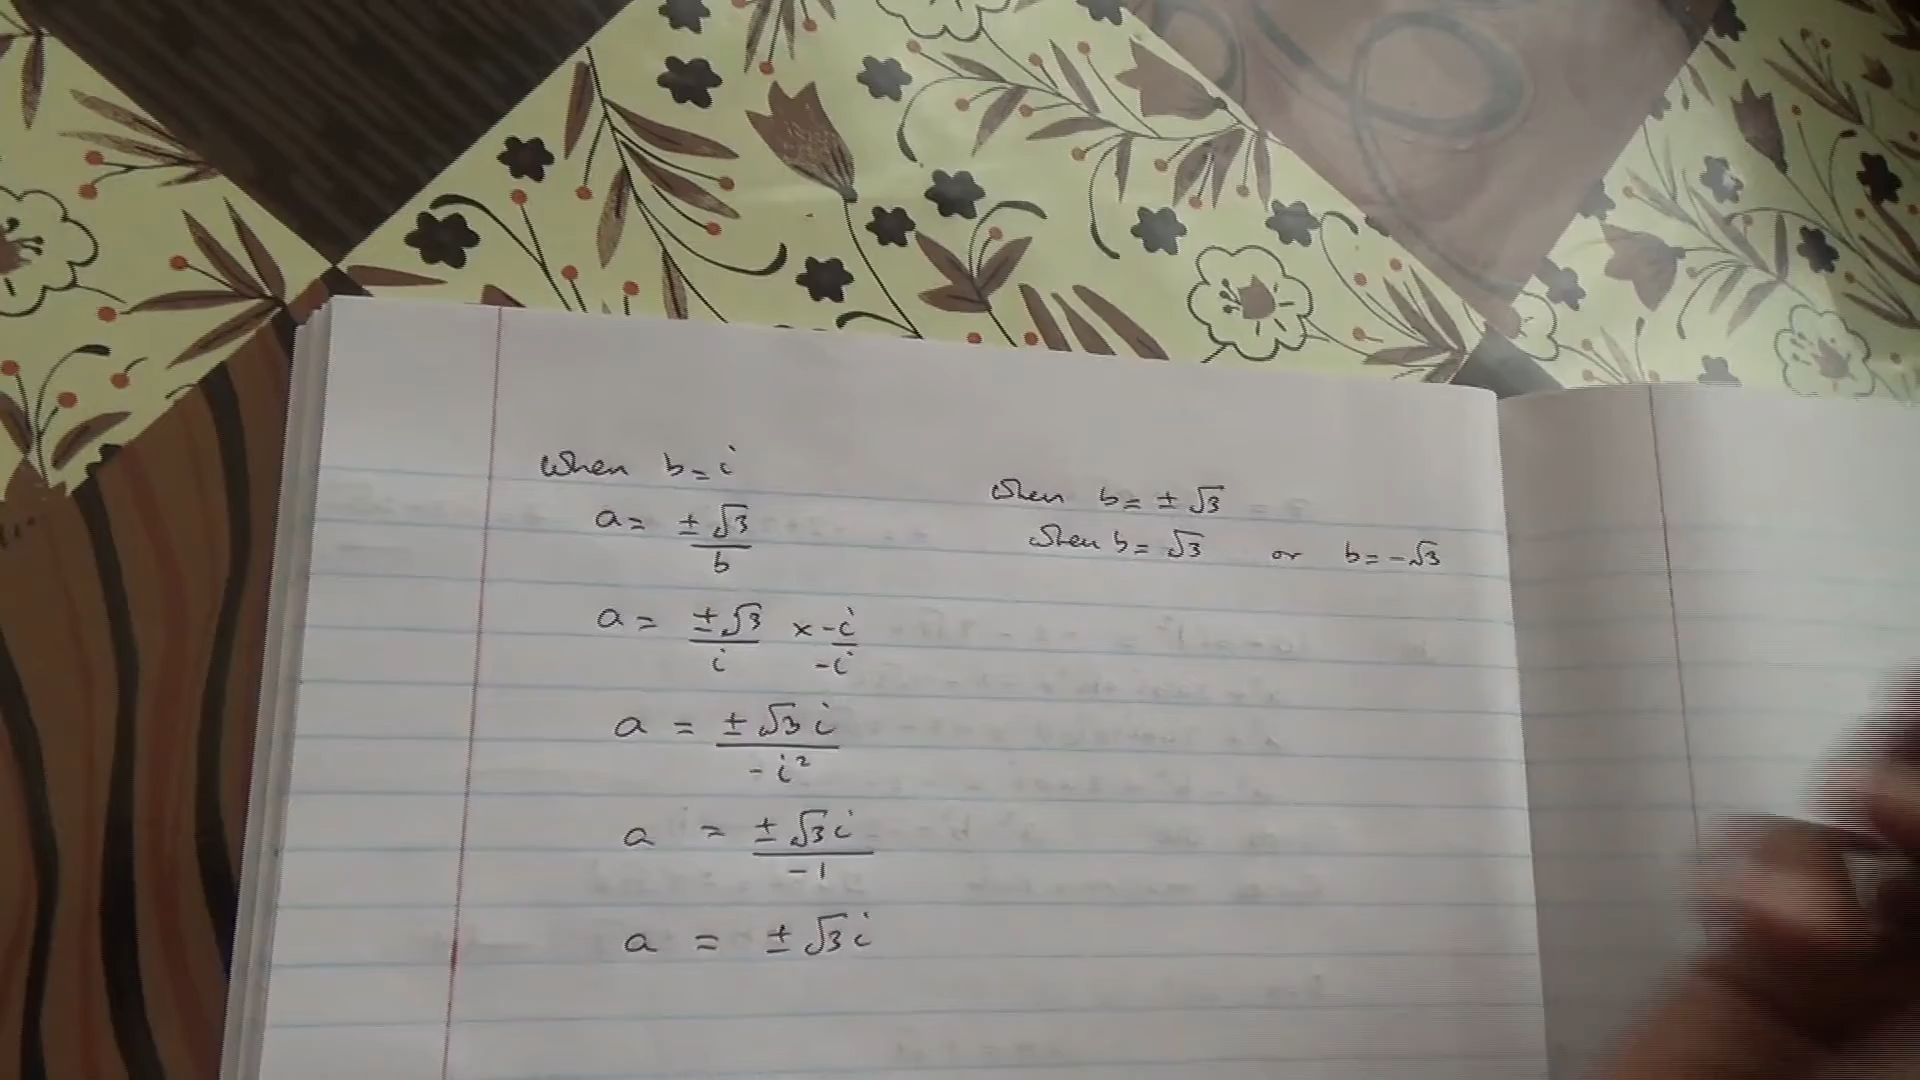 When b = i
a = ± √3 / b
a = ± √3 / i × -i / -i
a = ± √3 i / - i²
a = ± √3 i / - 1
a = ± √3 i
When b = ± √3
When b = √3 or b = - √3